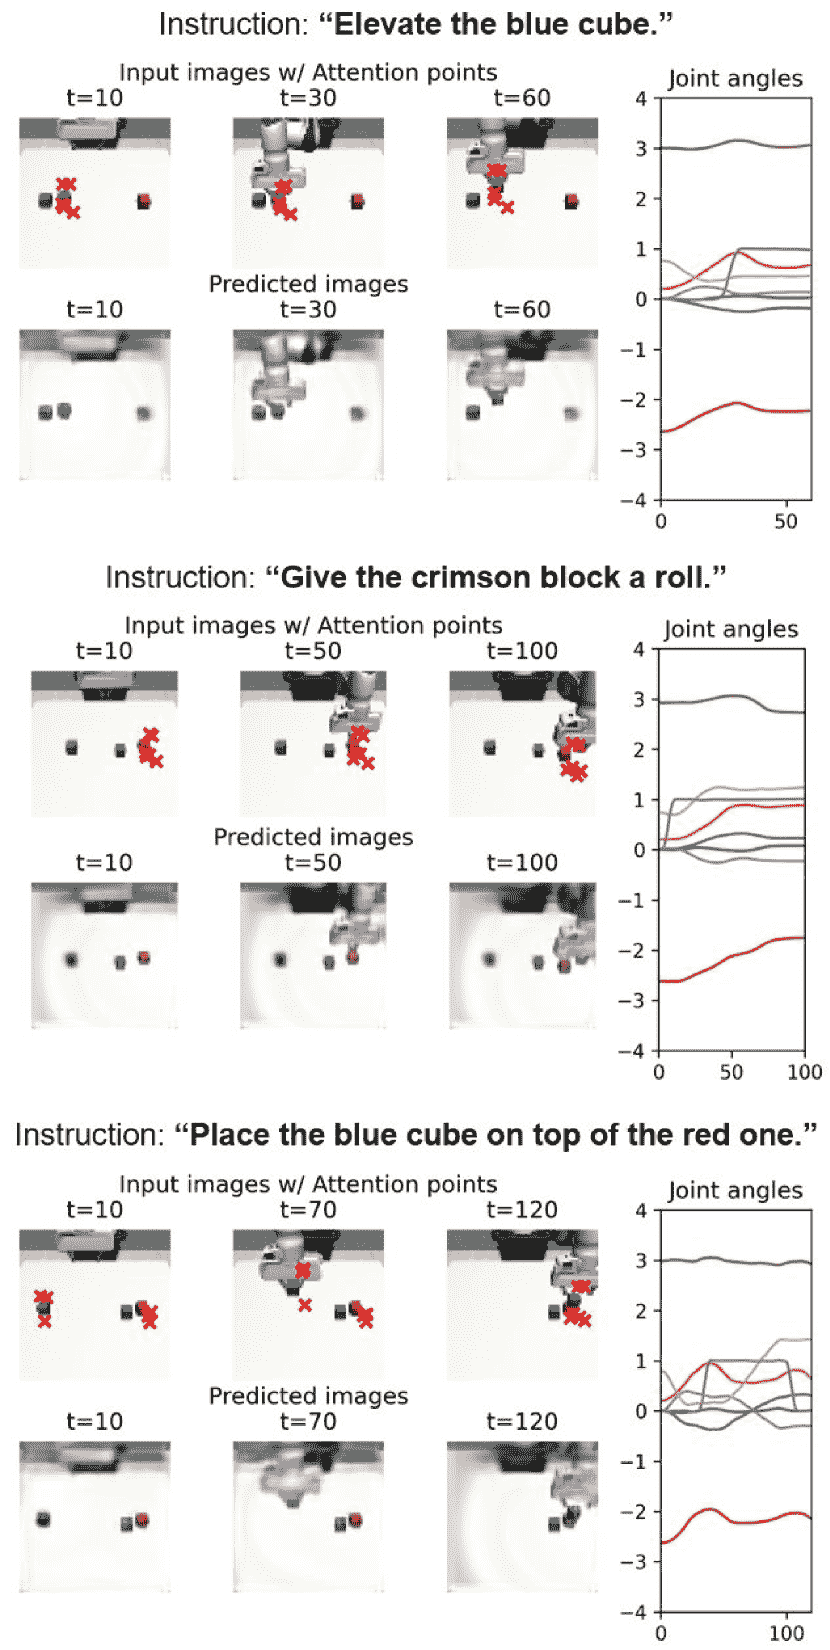 Instruction: “Elevate the blue cube.”
Input images w/ Attention points
t=10 t=30 t=60
Predicted images
t=10 t=30 t=60
Joint angles
4
3
2
1
0
−1
−2
−3
−4
0 50
Instruction: “Give the crimson block a roll.”
Input images w/ Attention points
t=10 t=50 t=100
Predicted images
t=10 t=50 t=100
Joint angles
4
3
2
1
0
−1
−2
−3
−4
0 50 100
Instruction: “Place the blue cube on top of the red one.”
Input images w/ Attention points
t=10 t=70 t=120
Predicted images
t=10 t=70 t=120
Joint angles
4
3
2
1
0
−1
−2
−3
−4
0 100